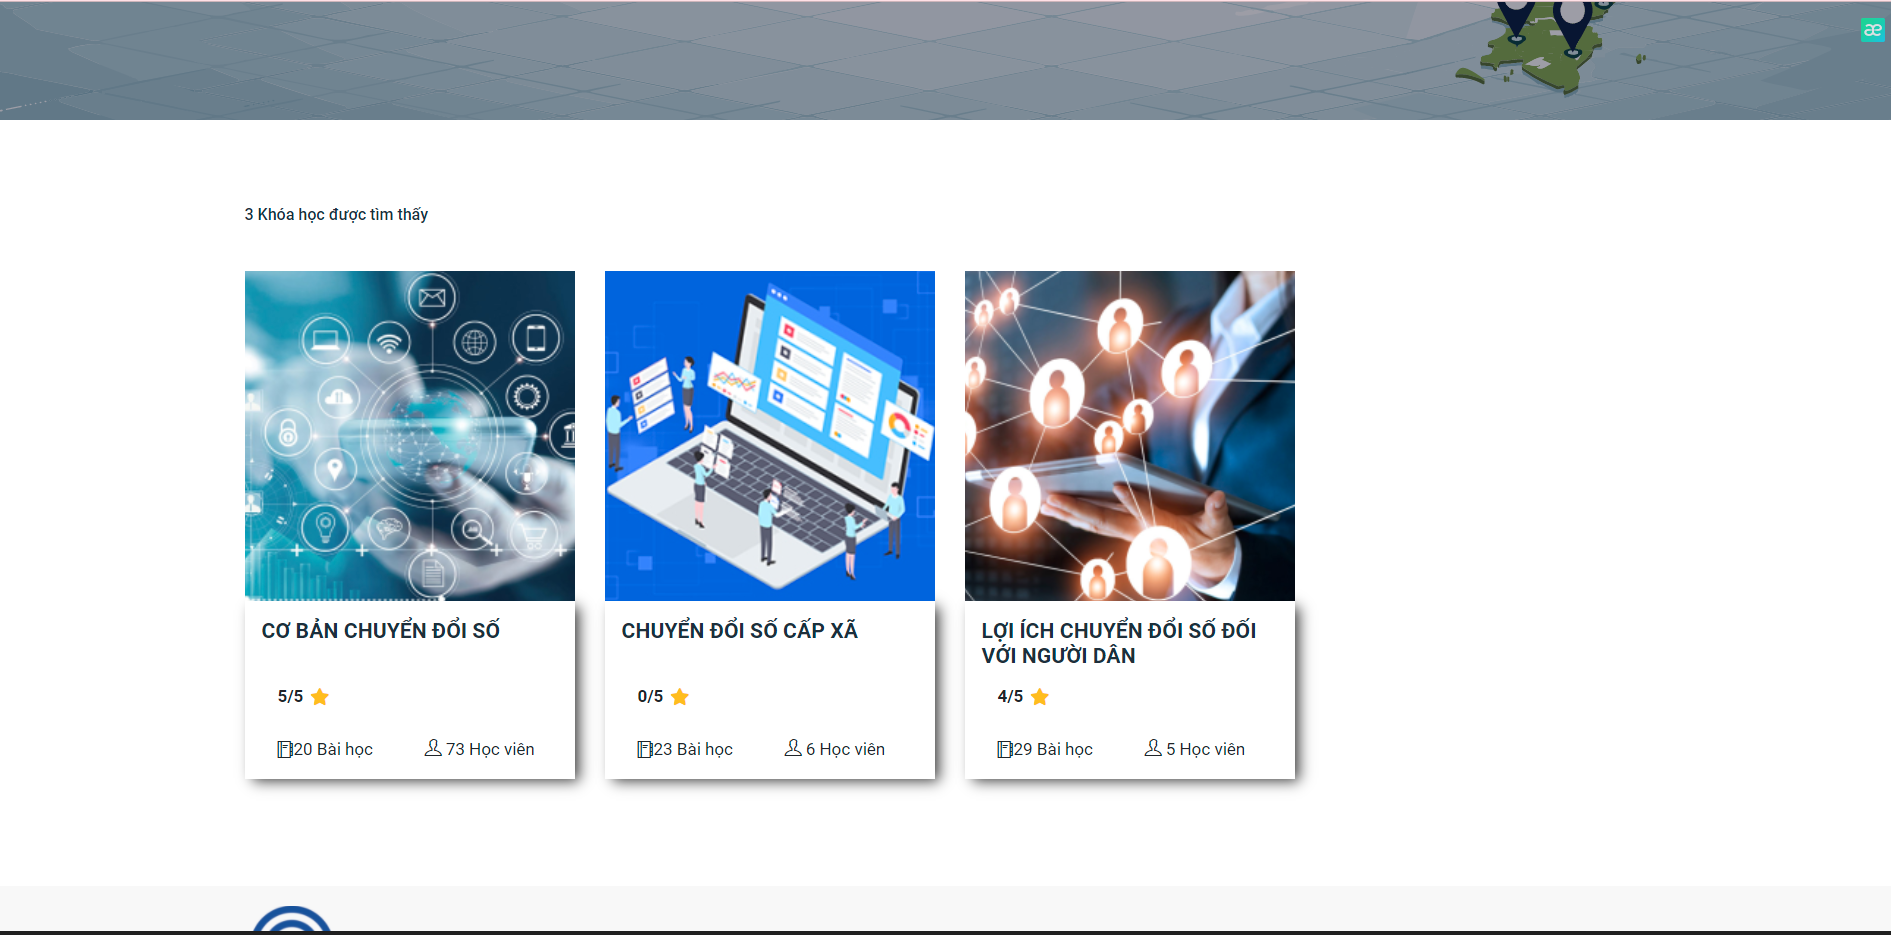 æ
3 Khóa học được tìm thấy
CƠ BẢN CHUYỂN ĐỔI SỐ
5/5
20 Bài học
73 Học viên
CHUYỂN ĐỔI SỐ CẤP XÃ
0/5
23 Bài học
6 Học viên
LỢI ÍCH CHUYỂN ĐỔI SỐ ĐỐI
VỚI NGƯỜI DÂN
4/5
29 Bài học
5 Học viên